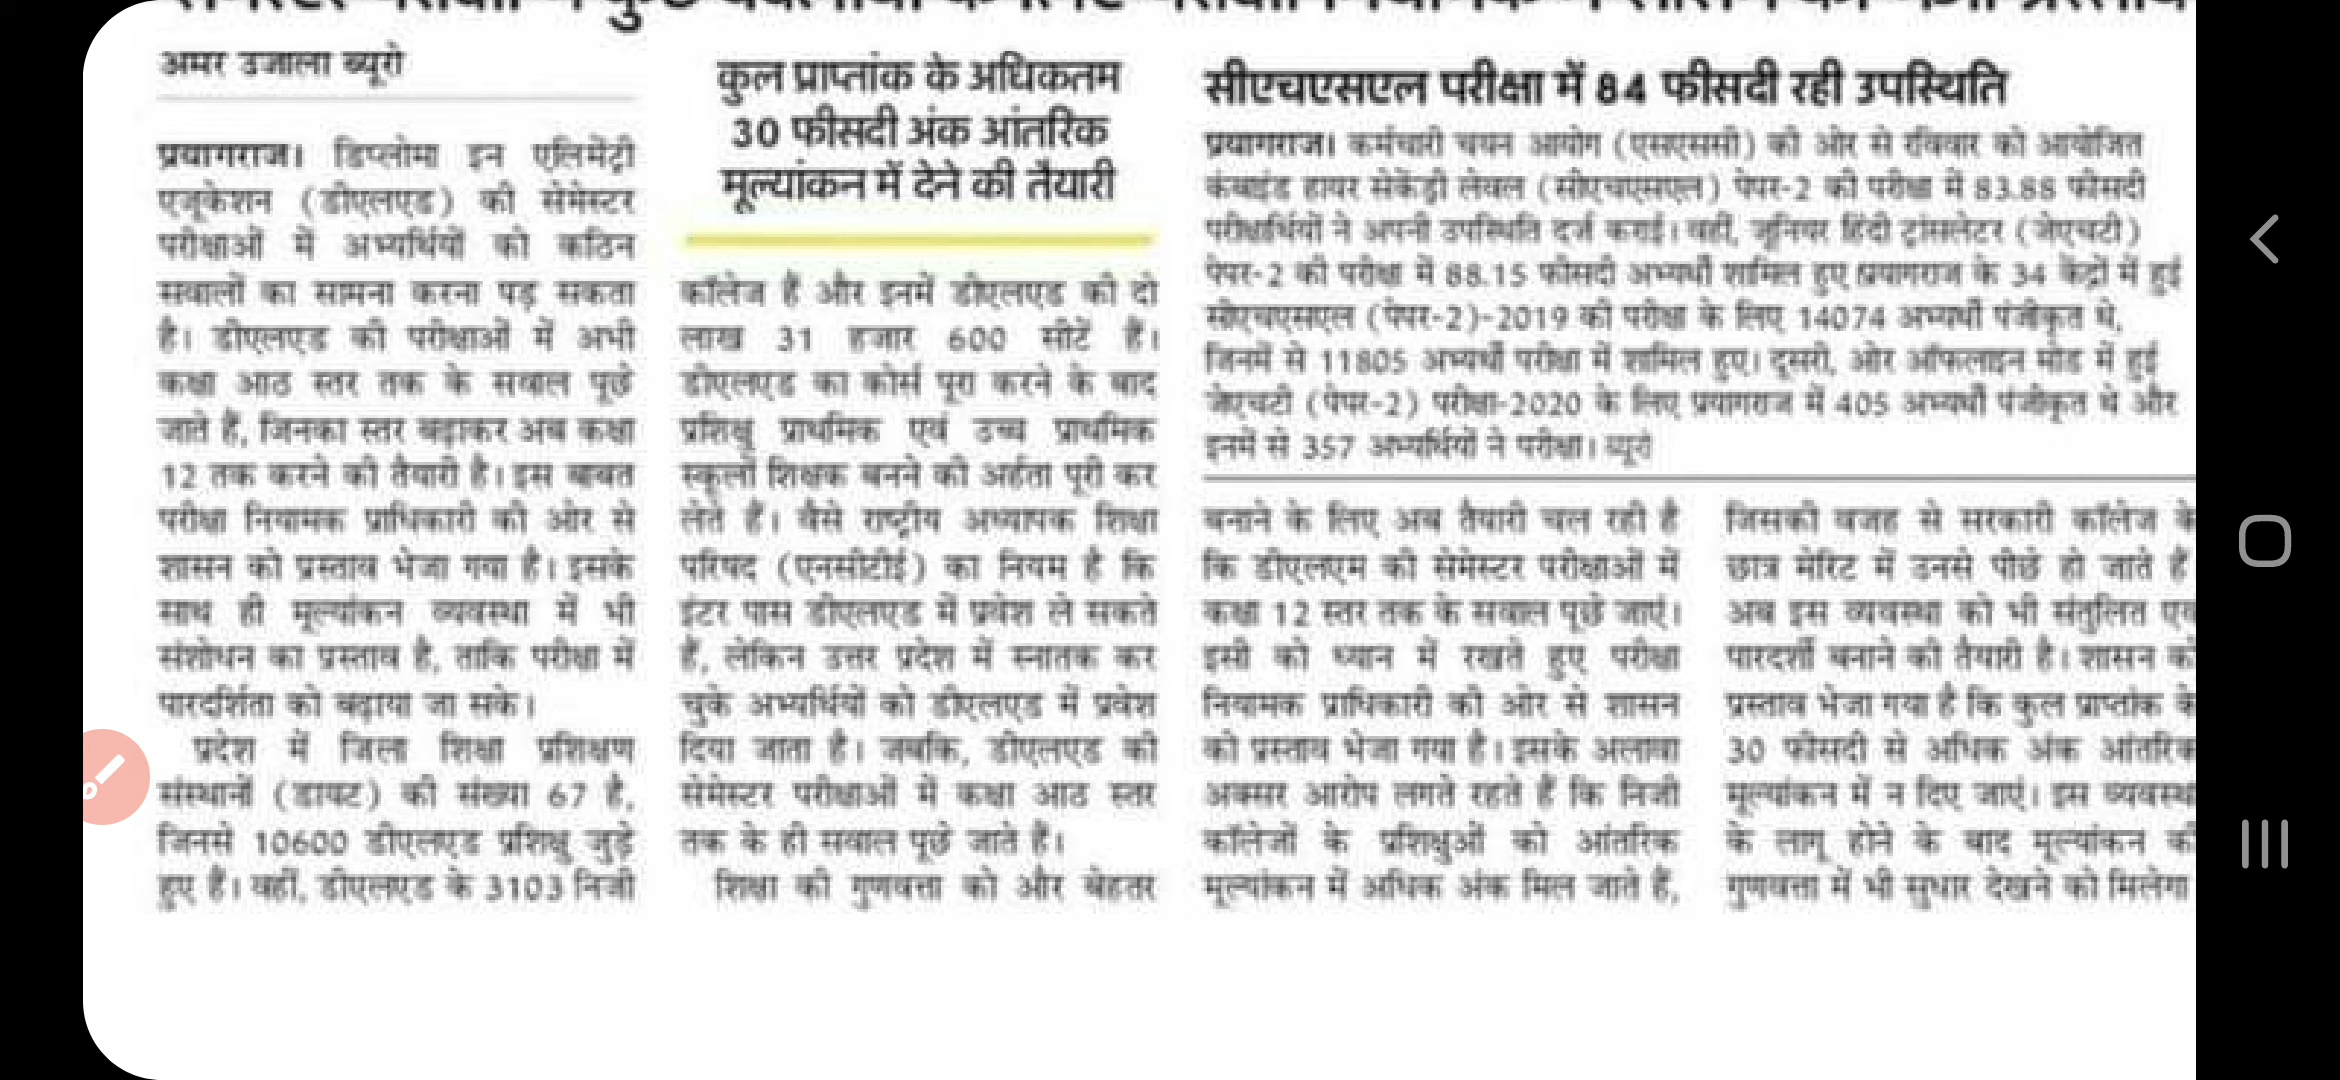 अमर उजाला ब्यूरो
प्रयागराज। डिप्लोमा इन एलिमेंट्री
एजूकेशन (डीएलएड) की सेमेस्टर
परीक्षाओं में अभ्यर्थियों को कठिन
सवालों का सामना करना पड़ सकता
है। डीएलएड की परीक्षाओं में अभी
कक्षा आठ स्तर तक के सवाल पूछे
जाते हैं, जिनका स्तर बढ़ाकर अब कक्षा
12 तक करने की तैयारी है। इस बाबत
परीक्षा नियामक प्राधिकारी की ओर से
शासन को प्रस्ताव भेजा गया है। इसके
साथ ही मूल्यांकन व्यवस्था में भी
संशोधन का प्रस्ताव है, ताकि परीक्षा में
पारदर्शिता को बढ़ाया जा सके।
प्रदेश में जिला शिक्षा प्रशिक्षण
संस्थानों (डायट) की संख्या 67 है,
जिनसे 10600 डीएलएड प्रशिक्षु जुड़े
हुए हैं। वहीं, डीएलएड के 3103 निजी
कुल प्राप्तांक के अधिकतम
30 फीसदी अंक आंतरिक
मूल्यांकन में देने की तैयारी
कॉलेज हैं और इनमें डीएलएड की दो
लाख 31 हजार 600 सीटें हैं।
डीएलएड का कोर्स पूरा करने के बाद
प्रशिक्षु प्राथमिक एवं उच्च प्राथमिक
स्कूलों शिक्षक बनने की अर्हता पूरी कर
लेते हैं। वैसे राष्ट्रीय अध्यापक शिक्षा
परिषद (एनसीटीई) का नियम है कि
इंटर पास डीएलएड में प्रवेश ले सकते
हैं, लेकिन उत्तर प्रदेश में स्नातक कर
चुके अभ्यर्थियों को डीएलएड में प्रवेश
दिया जाता है। जबकि, डीएलएड की
सेमेस्टर परीक्षाओं में कक्षा आठ स्तर
तक के ही सवाल पूछे जाते हैं।
शिक्षा की गुणवत्ता को और बेहतर
सीएचएसएल परीक्षा में 84 फीसदी रही उपस्थिति
प्रयागराज। कर्मचारी चयन आयोग (एसएससी) की ओर से रविवार को आयोजित
कंबाइंड हायर सेकेंड्री लेवल (सीएचएसएल) पेपर-2 की परीक्षा में 83.88 फीसदी
परीक्षार्थियों ने अपनी उपस्थिति दर्ज कराई। वहीं, जूनियर हिंदी ट्रांसलेटर (जेएचटी)
पेपर-2 की परीक्षा में 88.15 फीसदी अभ्यर्थी शामिल हुए। प्रयागराज के 34 केंद्रों में हुई
सीएचएसएल (पेपर-2)-2019 की परीक्षा के लिए 14074 अभ्यर्थी पंजीकृत थे,
जिनमें से 11805 अभ्यर्थी परीक्षा में शामिल हुए। दूसरी, ओर ऑफलाइन मोड में हुई
जेएचटी (पेपर-2) परीक्षा-2020 के लिए प्रयागराज में 405 अभ्यर्थी पंजीकृत थे और
इनमें से 357 अभ्यर्थियों ने परीक्षा। ब्यूरो
बनाने के लिए अब तैयारी चल रही है
कि डीएलएम की सेमेस्टर परीक्षाओं में
कक्षा 12 स्तर तक के सवाल पूछे जाएं।
इसी को ध्यान में रखते हुए परीक्षा
नियामक प्राधिकारी की ओर से शासन
को प्रस्ताव भेजा गया है। इसके अलावा
अक्सर आरोप लगते रहते हैं कि निजी
कॉलेजों के प्रशिक्षुओं को आंतरिक
मूल्यांकन में अधिक अंक मिल जाते हैं,
जिसकी वजह से सरकारी कॉलेज के
छात्र मेरिट में उनसे पीछे हो जाते हैं
अब इस व्यवस्था को भी संतुलित एवं
पारदर्शी बनाने की तैयारी है। शासन को
प्रस्ताव भेजा गया है कि कुल प्राप्तांक के
30 फीसदी से अधिक अंक आंतरिक
मूल्यांकन में न दिए जाएं। इस व्यवस्था
के लागू होने के बाद मूल्यांकन की
गुणवत्ता में भी सुधार देखने को मिलेगा